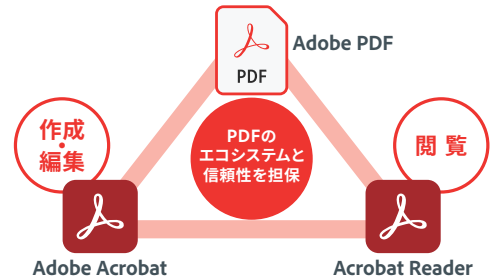 Adobe PDF
PDF
作成
・
編集
PDFの
エコシステムと
信頼性を担保
閲覧
Adobe Acrobat
Acrobat Reader